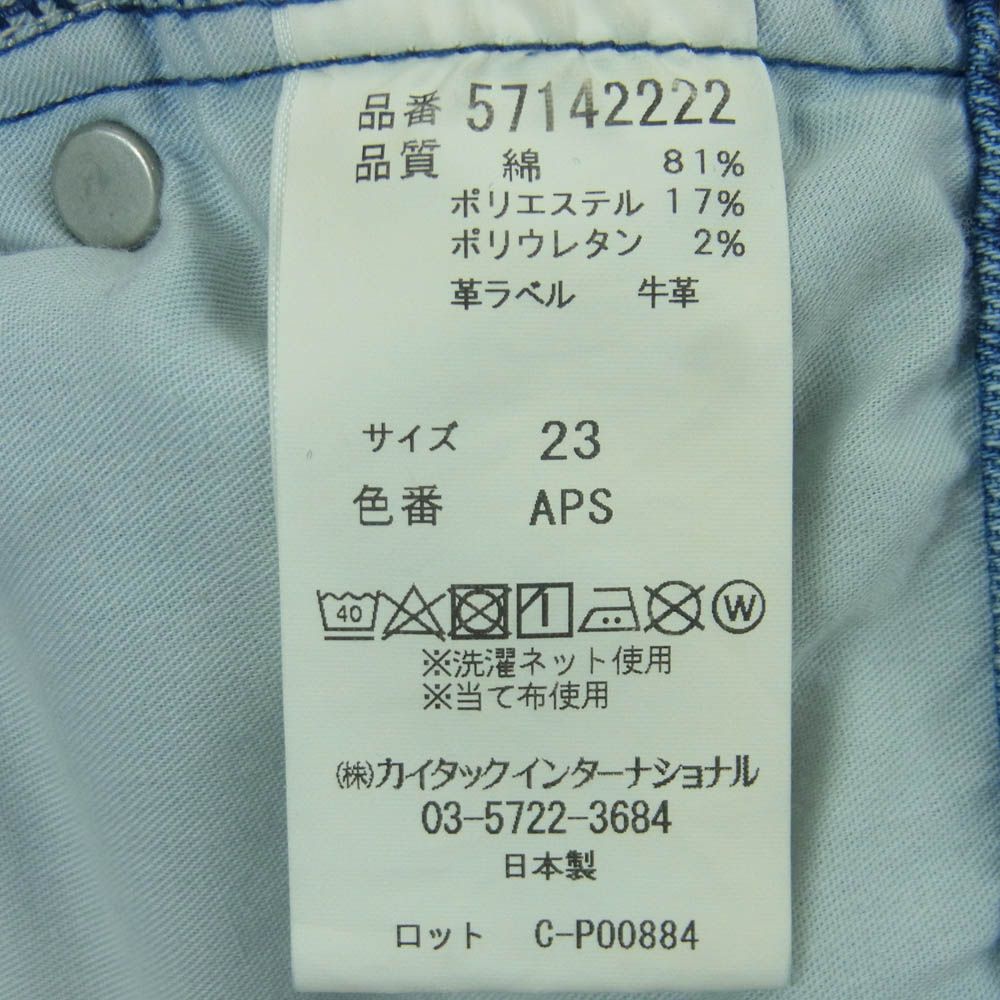 品番 57142222
品質 綿 81%
ポリエステル 17%
ポリウレタン 2%
革ラベル 牛革
サイズ 23
色番 APS
40 W
※洗濯ネット使用
※当て布使用
㈱カイタックインターナショナル
03-5722-3684
日本製
ロット C-P00884